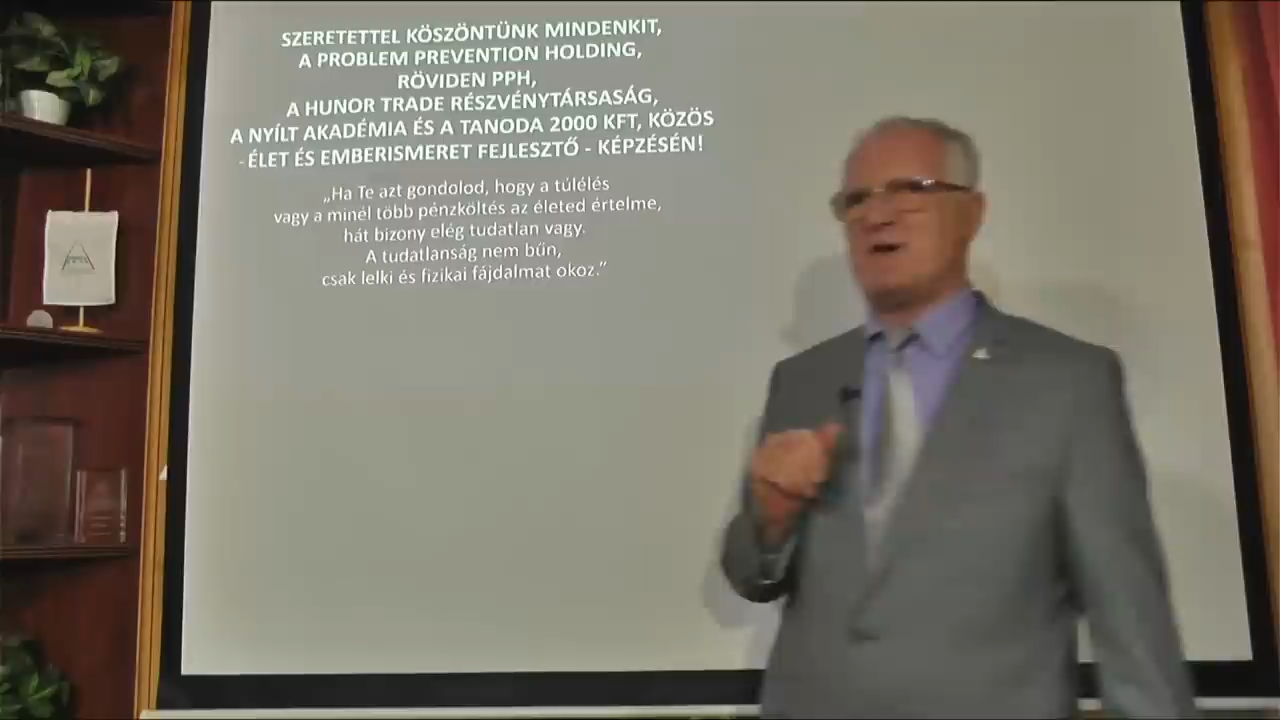 SZERETETTEL KÖSZÖNTÜNK MINDENKIT,
A PROBLEM PREVENTION HOLDING,
RÖVIDEN PPH,
A HUNOR TRADE RÉSZVÉNYTÁRSASÁG,
A NYÍLT AKADÉMIA ÉS A TANODA 2000 KFT, KÖZÖS
- ÉLET ÉS EMBERISMERET FEJLESZTŐ - KÉPZÉSÉN!
„Ha Te azt gondolod, hogy a túlélés
vagy a minél több pénzköltés az életed értelme,
hát bizony elég tudatlan vagy.
A tudatlanság nem bűn,
csak lelki és fizikai fájdalmat okoz.”